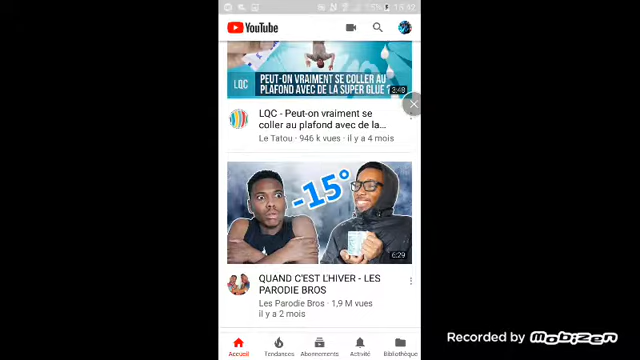 18:42
YouTube
LQC
PEUT-ON VRAIMENT SE COLLER AU
PLAFOND AVEC DE LA SUPER GLUE ?
3:48
LQC - Peut-on vraiment se
coller au plafond avec de la...
Le Tatou · 946 k vues · il y a 4 mois
-15°
6:29
QUAND C'EST L'HIVER - LES
PARODIE BROS
Les Parodie Bros · 1,9 M vues
il y a 2 mois
Accueil Tendances Abonnements Activité Bibliothèque
Recorded by mobizen